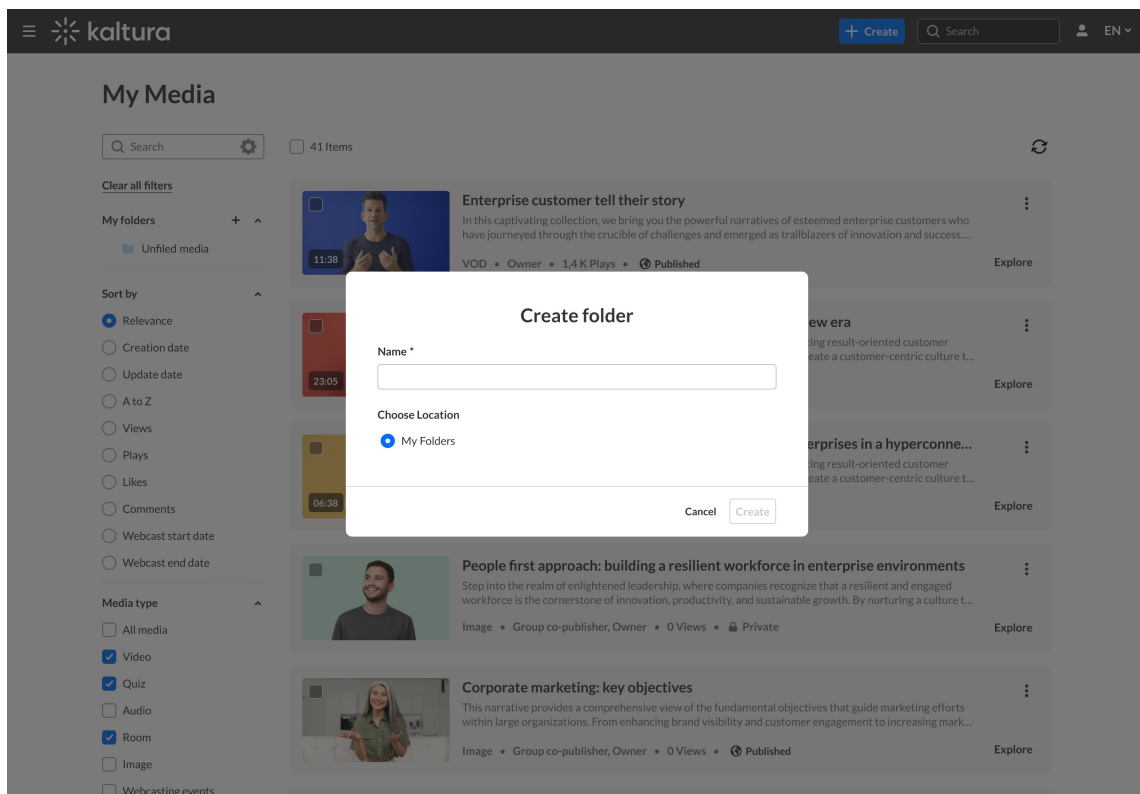 kaltura
+ Create
Search
EN
My Media
Search
41 Items
Clear all filters
My folders
Unfiled media
Sort by
Relevance
Creation date
Update date
A to Z
Views
Plays
Likes
Comments
Webcast start date
Webcast end date
Media type
All media
Video
Quiz
Audio
Room
Image
Webcasting events
Enterprise customer tell their story
In this captivating collection, we bring you the powerful narratives of esteemed enterprise customers who
have journeyed through the crucible of challenges and emerged as trailblazers of innovation and success....
11:38
VOD • Owner • 1,4 K Plays • Published
Explore
ew era
ing result-oriented customer
eate a customer-centric culture t...
23:05
Explore
erprises in a hyperconne...
ing result-oriented customer
eate a customer-centric culture t...
06:38
Explore
Create folder
Name *
Choose Location
My Folders
Cancel
Create
People first approach: building a resilient workforce in enterprise environments
Step into the realm of enlightened leadership, where companies recognize that a resilient and engaged
workforce is the cornerstone of innovation, productivity, and sustainable growth. By nurturing a culture t...
Image • Group co-publisher, Owner • 0 Views • Private
Explore
Corporate marketing: key objectives
This narrative provides a comprehensive view of the fundamental objectives that guide marketing efforts
within large organizations. From enhancing brand visibility and customer engagement to increasing mark...
Image • Group co-publisher, Owner • 0 Views • Published
Explore